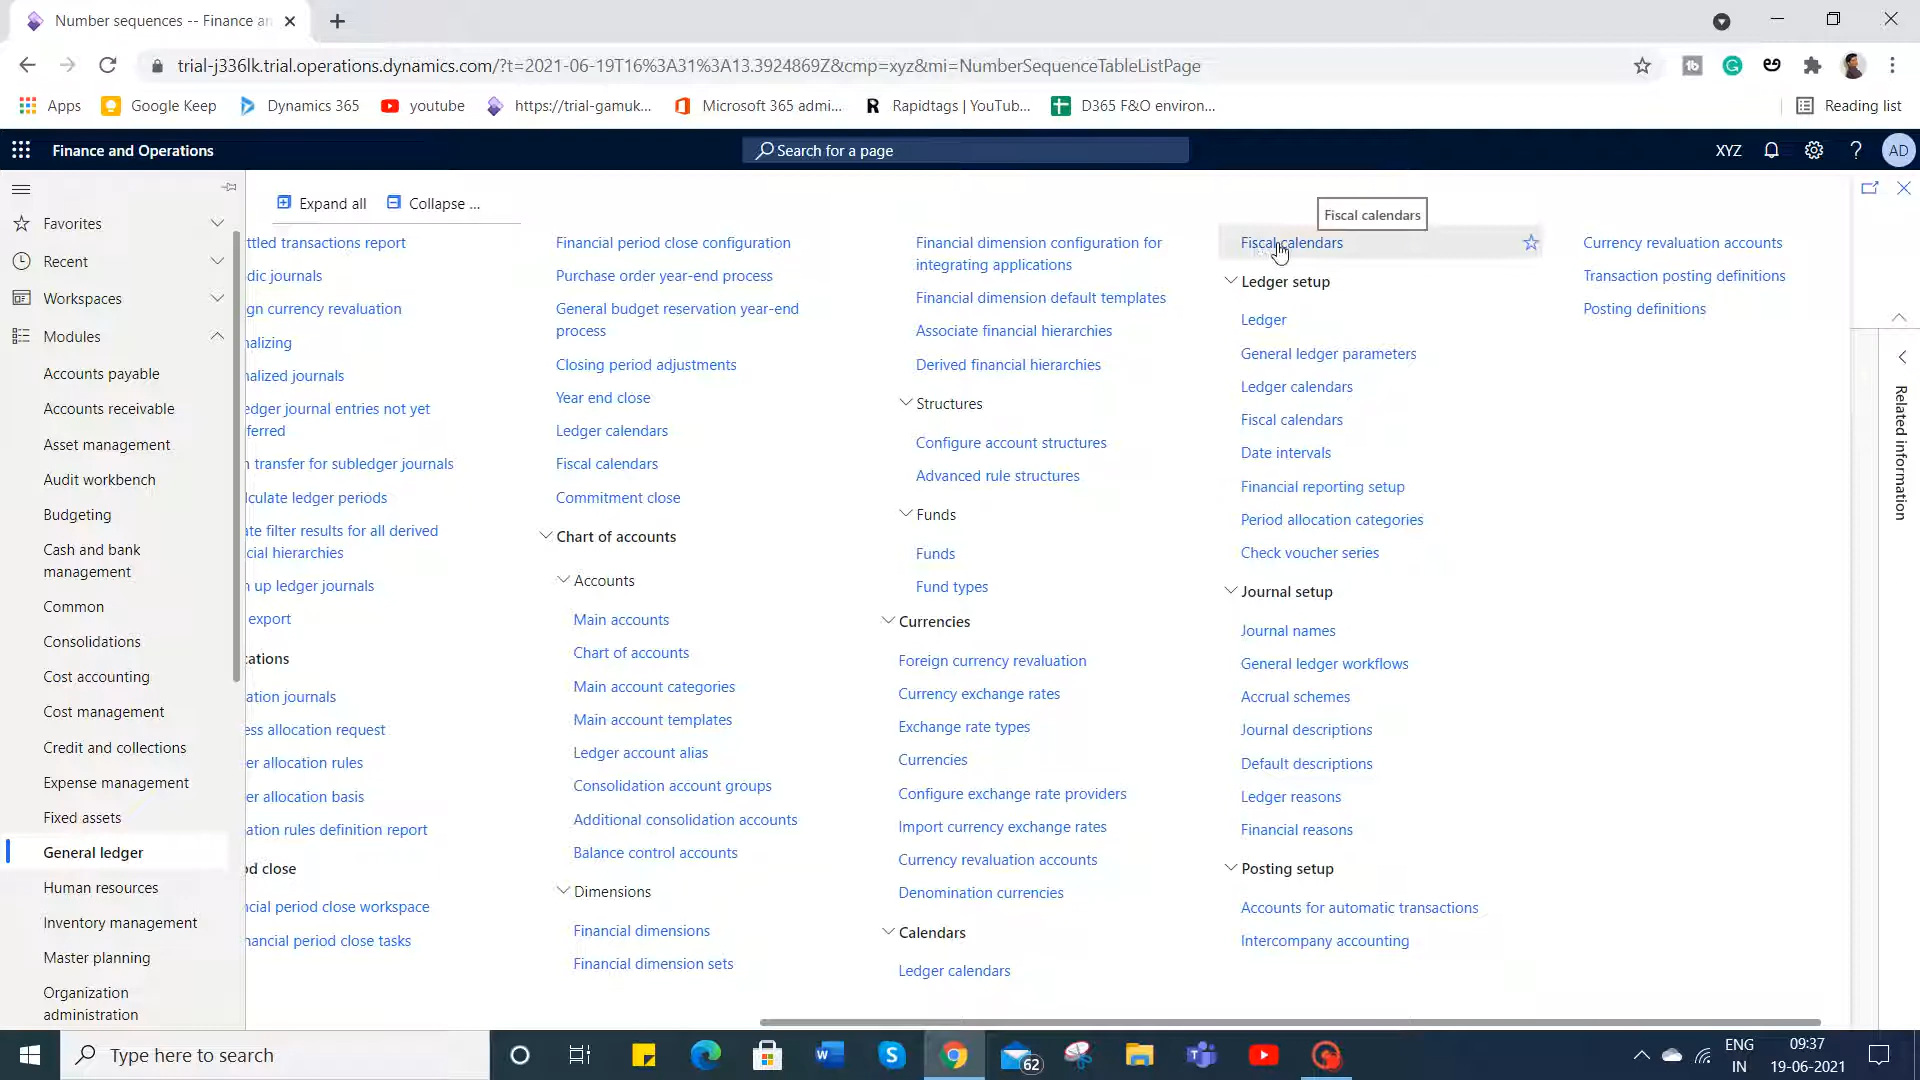 Number sequences -- Finance an
trial-j336lk.trial.operations.dynamics.com/?t=2021-06-19T16%3A31%3A13.3924869Z&cmp=xyz&mi=NumberSequenceTableListPage
Apps
Google Keep
Dynamics 365
youtube
https://trial-gamuk...
Microsoft 365 admi...
Rapidtags | YouTub...
D365 F&O environ...
Reading list
Finance and Operations
Search for a page
XYZ
AD
Favorites
Recent
Workspaces
Modules
Accounts payable
Accounts receivable
Asset management
Audit workbench
Budgeting
Cash and bank
management
Common
Consolidations
Cost accounting
Cost management
Credit and collections
Expense management
Fixed assets
General ledger
Human resources
Inventory management
Master planning
Organization
administration
Expand all
Collapse ...
ttled transactions report
dic journals
gn currency revaluation
nalizing
nalized journals
edger journal entries not yet
ferred
n transfer for subledger journals
lculate ledger periods
ate filter results for all derived
cial hierarchies
n up ledger journals
export
cations
ation journals
ess allocation request
er allocation rules
er allocation basis
ation rules definition report
od close
ncial period close workspace
nancial period close tasks
Financial period close configuration
Purchase order year-end process
General budget reservation year-end
process
Closing period adjustments
Year end close
Ledger calendars
Fiscal calendars
Commitment close
Chart of accounts
Accounts
Main accounts
Chart of accounts
Main account categories
Main account templates
Ledger account alias
Consolidation account groups
Additional consolidation accounts
Balance control accounts
Dimensions
Financial dimensions
Financial dimension sets
Financial dimension configuration for
integrating applications
Financial dimension default templates
Associate financial hierarchies
Derived financial hierarchies
Structures
Configure account structures
Advanced rule structures
Funds
Funds
Fund types
Currencies
Foreign currency revaluation
Currency exchange rates
Exchange rate types
Currencies
Configure exchange rate providers
Import currency exchange rates
Currency revaluation accounts
Denomination currencies
Calendars
Ledger calendars
Fiscal calendars
Fiscal calendars
Ledger setup
Ledger
General ledger parameters
Ledger calendars
Fiscal calendars
Date intervals
Financial reporting setup
Period allocation categories
Check voucher series
Journal setup
Journal names
General ledger workflows
Accrual schemes
Journal descriptions
Default descriptions
Ledger reasons
Financial reasons
Posting setup
Accounts for automatic transactions
Intercompany accounting
Currency revaluation accounts
Transaction posting definitions
Posting definitions
Related information
Type here to search
62
ENG
IN
09:37
19-06-2021